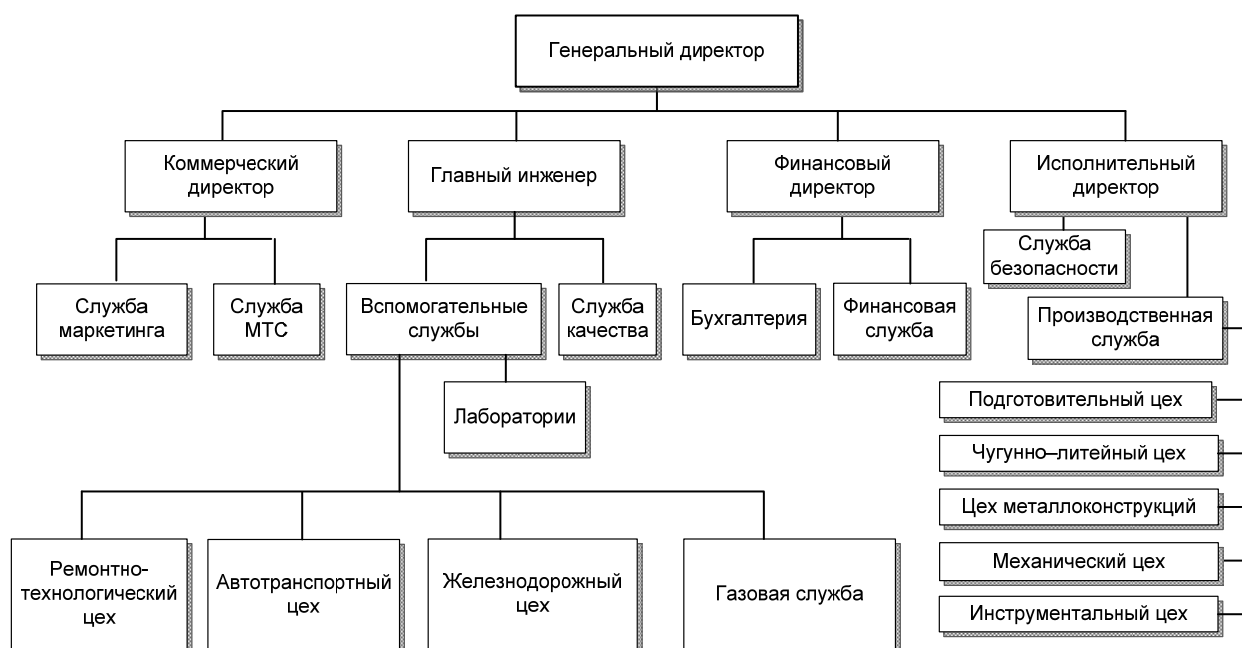 Генеральный директор
Коммерческий
директор
Главный инженер
Финансовый
директор
Исполнительный
директор
Служба
маркетинга
Служба
МТС
Вспомогательные
службы
Служба
качества
Бухгалтерия
Финансовая
служба
Служба
безопасности
Производственная
служба
Лаборатории
Подготовительный цех
Чугунно–литейный цех
Цех металлоконструкций
Механический цех
Инструментальный цех
Ремонтно-
технологический
цех
Автотранспортный
цех
Железнодорожный
цех
Газовая служба